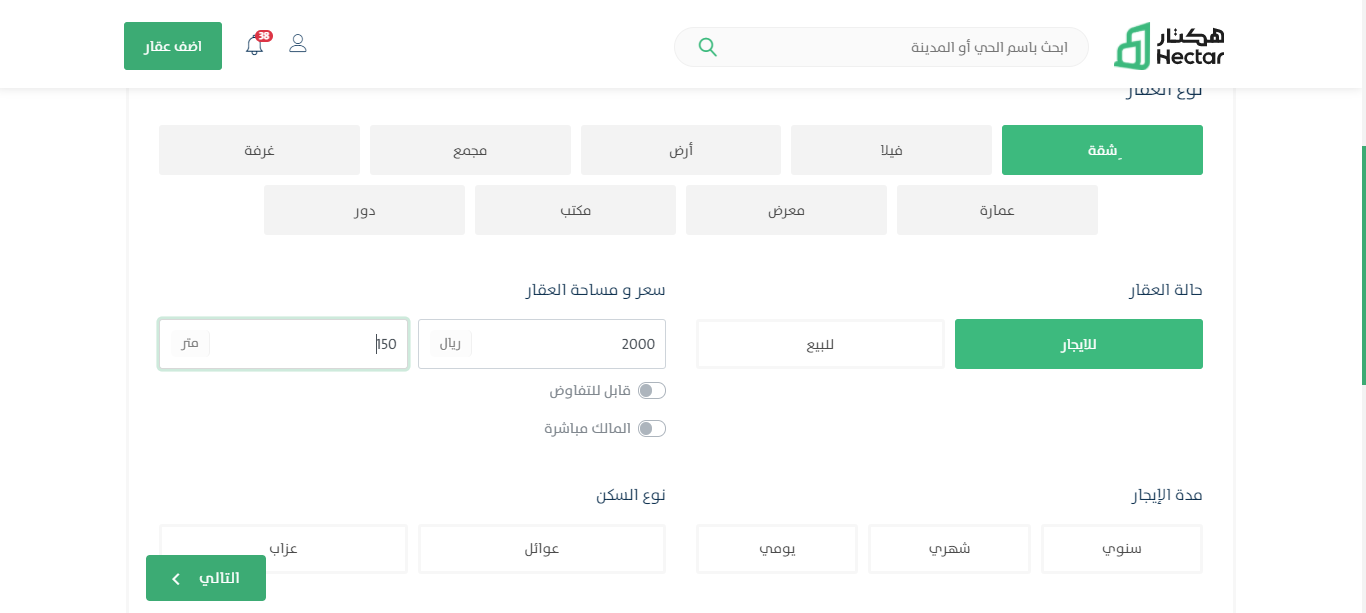 هكتار
Hectar
ابحث باسم الحي أو المدينة
38
اضف عقار
نوع العقار
شقة
فيلا
أرض
مجمع
غرفة
عمارة
معرض
مكتب
دور
حالة العقار
للايجار
للبيع
سعر و مساحة العقار
2000
ريال
150
متر
قابل للتفاوض
المالك مباشرة
مدة الإيجار
سنوي
شهري
يومي
نوع السكن
عوائل
عزاب
التالي